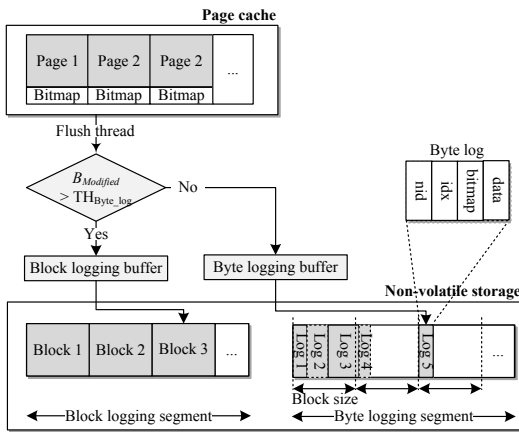 Page cache
Page 1 Page 2 Page 2 ...
Bitmap Bitmap Bitmap
Flush thread
B_Modified
> TH_Byte_log
No
Yes
Byte log
nid idx bitmap data
Block logging buffer
Byte logging buffer
Non-volatile storage
Block 1 Block 2 Block 3 ...
Log 1 Log 2 Log 3 Log 4 Log 5 ...
Block size
Block logging segment
Byte logging segment